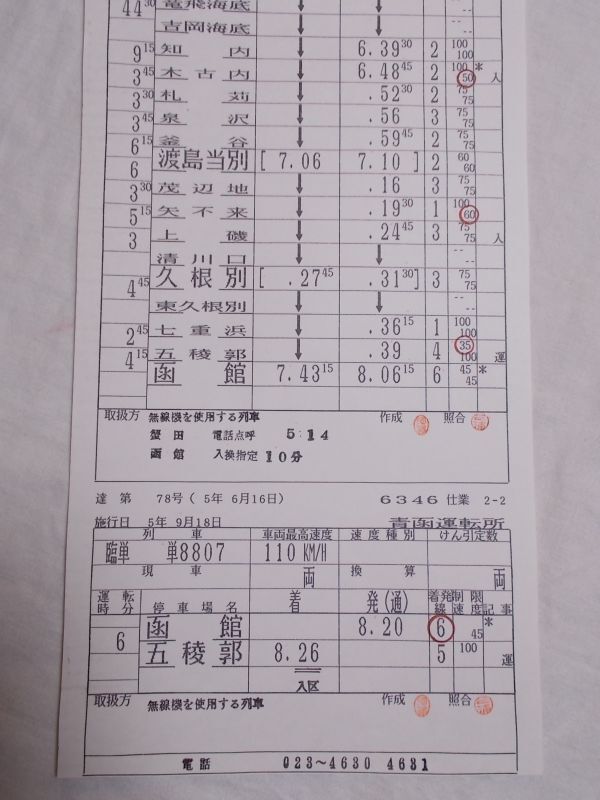 44 30 竜飛海底 ↓ ↓ -- --
吉岡海底 ↓ ↓ -- --
9 15 知内 ↓ 6.39 30 2 100 100
3 45 木古内 ↓ 6.48 45 2 100 50 * 入
3 30 札苅 ↓ .52 30 2 75 75
3 45 泉沢 ↓ .56 3 75 75
6 15 釜谷 ↓ .59 45 2 75 75
6 渡島当別 [ 7.06 7.10 ] 2 60 60
3 30 茂辺地 ↓ .16 3 75 75
5 15 矢不来 ↓ .19 30 1 100 60
3 上磯 ↓ .24 45 3 75 75 入
清川口 ↓ ↓ -- --
4 45 久根別 [ .27 45 .31 30 ] 3 75 75
東久根別 ↓ ↓ -- --
2 45 七重浜 ↓ .36 15 1 100 100
4 15 五稜郭 ↓ .39 4 35 100 運
函館 7.43 15 8.06 15 6 45 45 *
取扱方 無線機を使用する列車 作成 照合
蟹田 電話点呼 5:14
函館 入換指定 10分
達 第 78号( 5年 6月16日) 6346 仕業 2-2
施行日 5年 9月18日 青函運転所
列車 車両最高速度 速度種別 けん引定数
臨単 単8807 110 KM/H
現車 両 換算 両
運転時分 停車場名 着 発(通) 着発線 制限速度 記事
6 函館 8.20 6 45 *
五稜郭 8.26 5 100 運
入区
取扱方 無線機を使用する列車 作成 照合
電話 023〜4630 4631